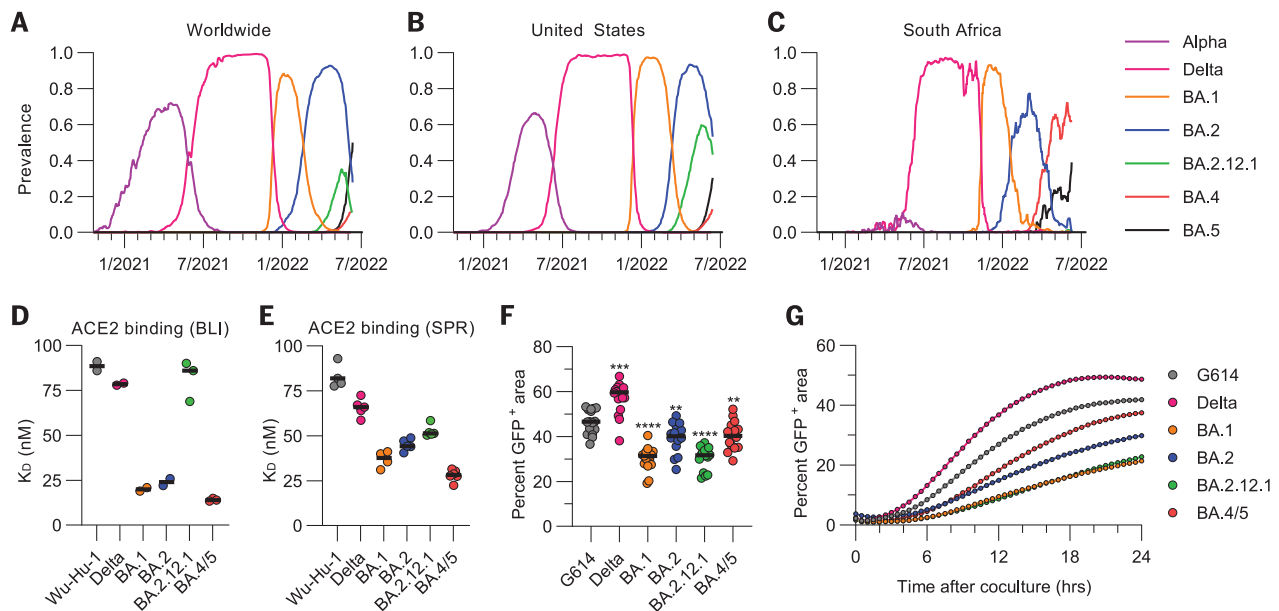 A
Worldwide
Prevalence
1.0
0.8
0.6
0.4
0.2
0.0
1/2021
7/2021
1/2022
7/2022
B
United States
1.0
0.8
0.6
0.4
0.2
0.0
1/2021
7/2021
1/2022
7/2022
C
South Africa
1.0
0.8
0.6
0.4
0.2
0.0
1/2021
7/2021
1/2022
7/2022
Alpha
Delta
BA.1
BA.2
BA.2.12.1
BA.4
BA.5
D
ACE2 binding (BLI)
KD (nM)
100
75
50
25
0
Wu-Hu-1
Delta
BA.1
BA.2
BA.2.12.1
BA.4/5
E
ACE2 binding (SPR)
KD (nM)
100
75
50
25
0
Wu-Hu-1
Delta
BA.1
BA.2
BA.2.12.1
BA.4/5
F
Percent GFP+ area
80
60
40
20
0
***
****
**
****
**
G614
Delta
BA.1
BA.2
BA.2.12.1
BA.4/5
G
Percent GFP+ area
60
40
20
0
0
6
12
18
24
Time after coculture (hrs)
G614
Delta
BA.1
BA.2
BA.2.12.1
BA.4/5